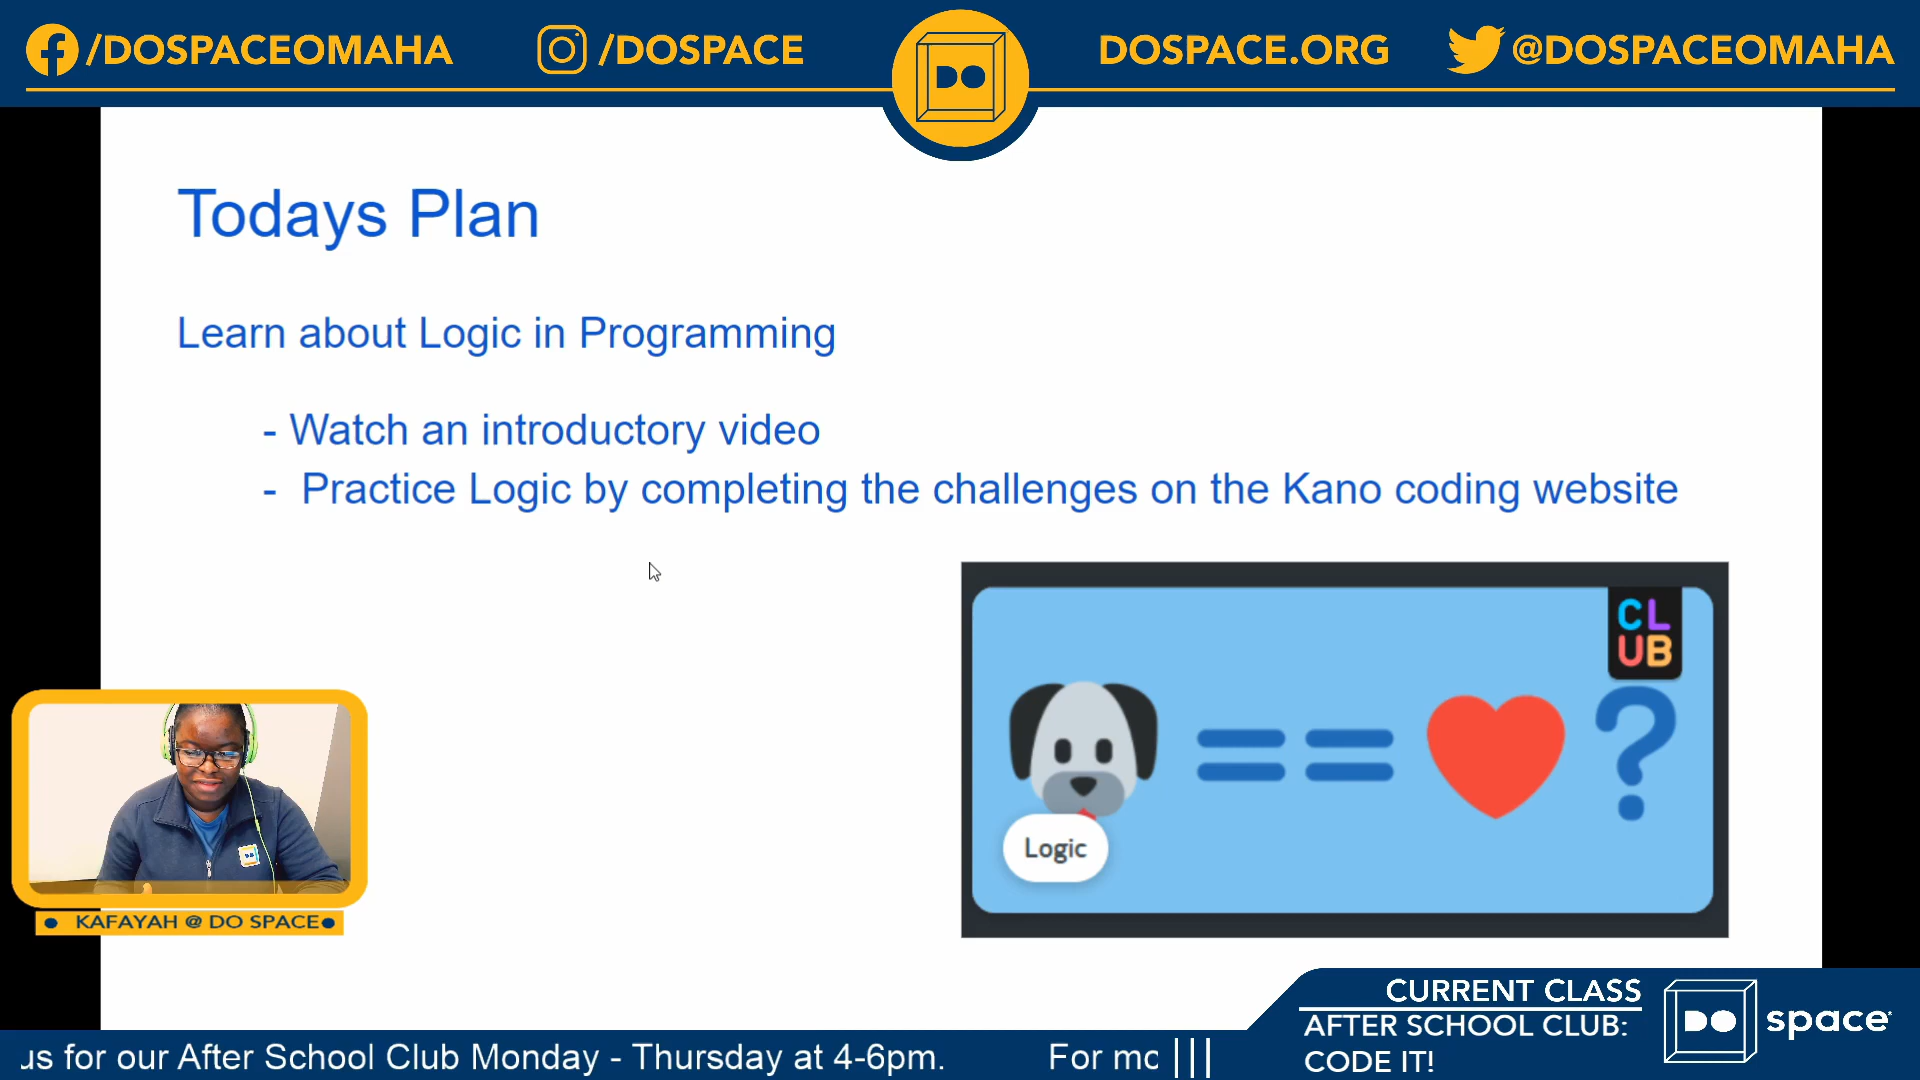 /DOSPACEOMAHA
/DOSPACE
DO
DOSPACE.ORG
@DOSPACEOMAHA
Todays Plan
Learn about Logic in Programming
- Watch an introductory video
- Practice Logic by completing the challenges on the Kano coding website
CL
UB
Logic
KAFAYAH @ DO SPACE
CURRENT CLASS
AFTER SCHOOL CLUB:
CODE IT!
DO space
us for our After School Club Monday - Thursday at 4-6pm. For